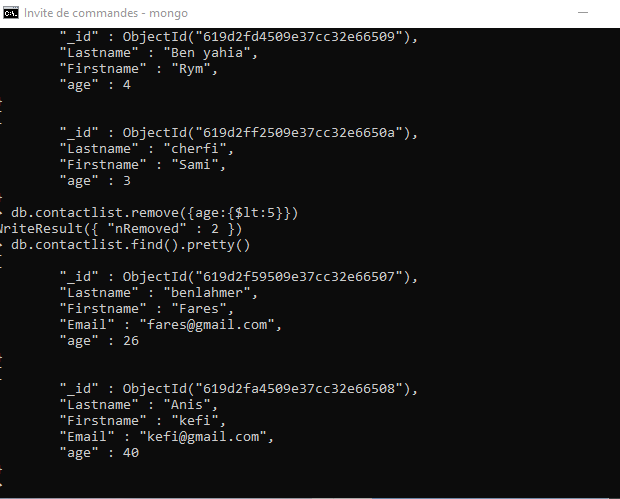 Invite de commandes - mongo
"_id" : ObjectId("619d2fd4509e37cc32e66509"),
"Lastname" : "Ben yahia",
"Firstname" : "Rym",
"age" : 4
"_id" : ObjectId("619d2ff2509e37cc32e6650a"),
"Lastname" : "cherfi",
"Firstname" : "Sami",
"age" : 3
> db.contactlist.remove({age:{$lt:5}})
WriteResult({ "nRemoved" : 2 })
> db.contactlist.find().pretty()
"_id" : ObjectId("619d2f59509e37cc32e66507"),
"Lastname" : "benlahmer",
"Firstname" : "Fares",
"Email" : "fares@gmail.com",
"age" : 26
"_id" : ObjectId("619d2fa4509e37cc32e66508"),
"Lastname" : "Anis",
"Firstname" : "kefi",
"Email" : "kefi@gmail.com",
"age" : 40
>